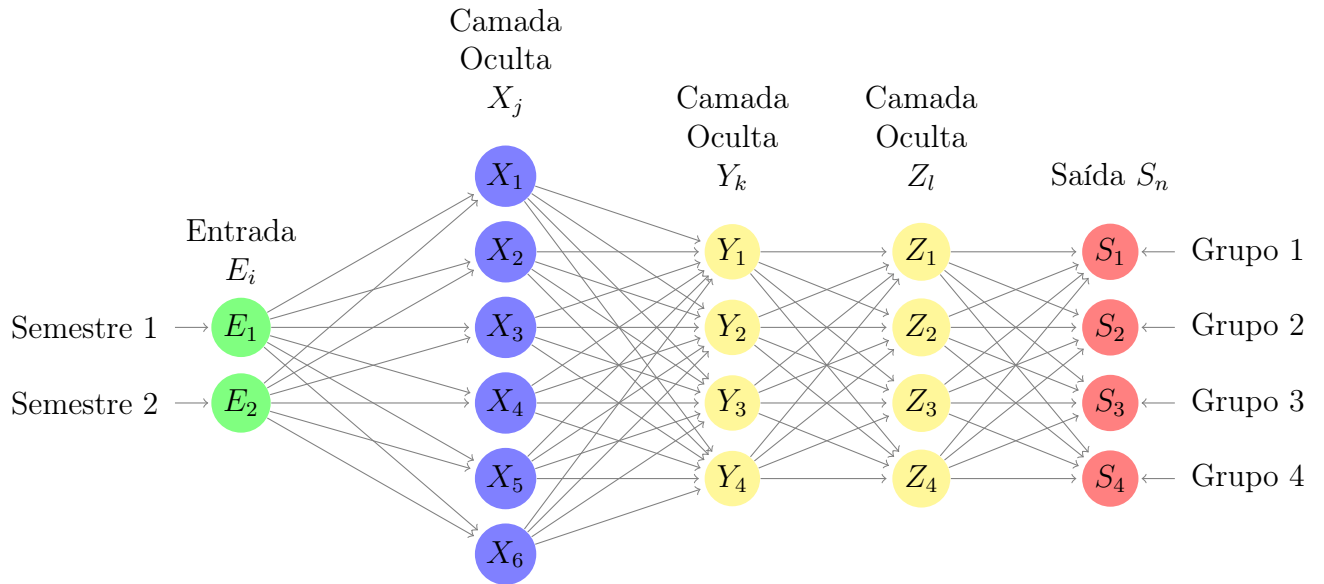 Camada
Oculta
X_j
Camada
Oculta
Y_k
Camada
Oculta
Z_l
Saída S_n
Entrada
E_i
Semestre 1
Semestre 2
E_1
E_2
X_1
X_2
X_3
X_4
X_5
X_6
Y_1
Y_2
Y_3
Y_4
Z_1
Z_2
Z_3
Z_4
S_1
S_2
S_3
S_4
Grupo 1
Grupo 2
Grupo 3
Grupo 4